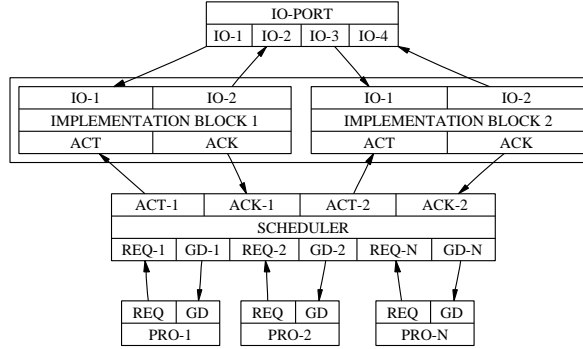 IO-PORT
IO-1 IO-2 IO-3 IO-4
IO-1 IO-2 IO-1 IO-2
IMPLEMENTATION BLOCK 1 IMPLEMENTATION BLOCK 2
ACT ACK ACT ACK
ACT-1 ACK-1 ACT-2 ACK-2
SCHEDULER
REQ-1 GD-1 REQ-2 GD-2 REQ-N GD-N
REQ GD REQ GD REQ GD
PRO-1 PRO-2 PRO-N